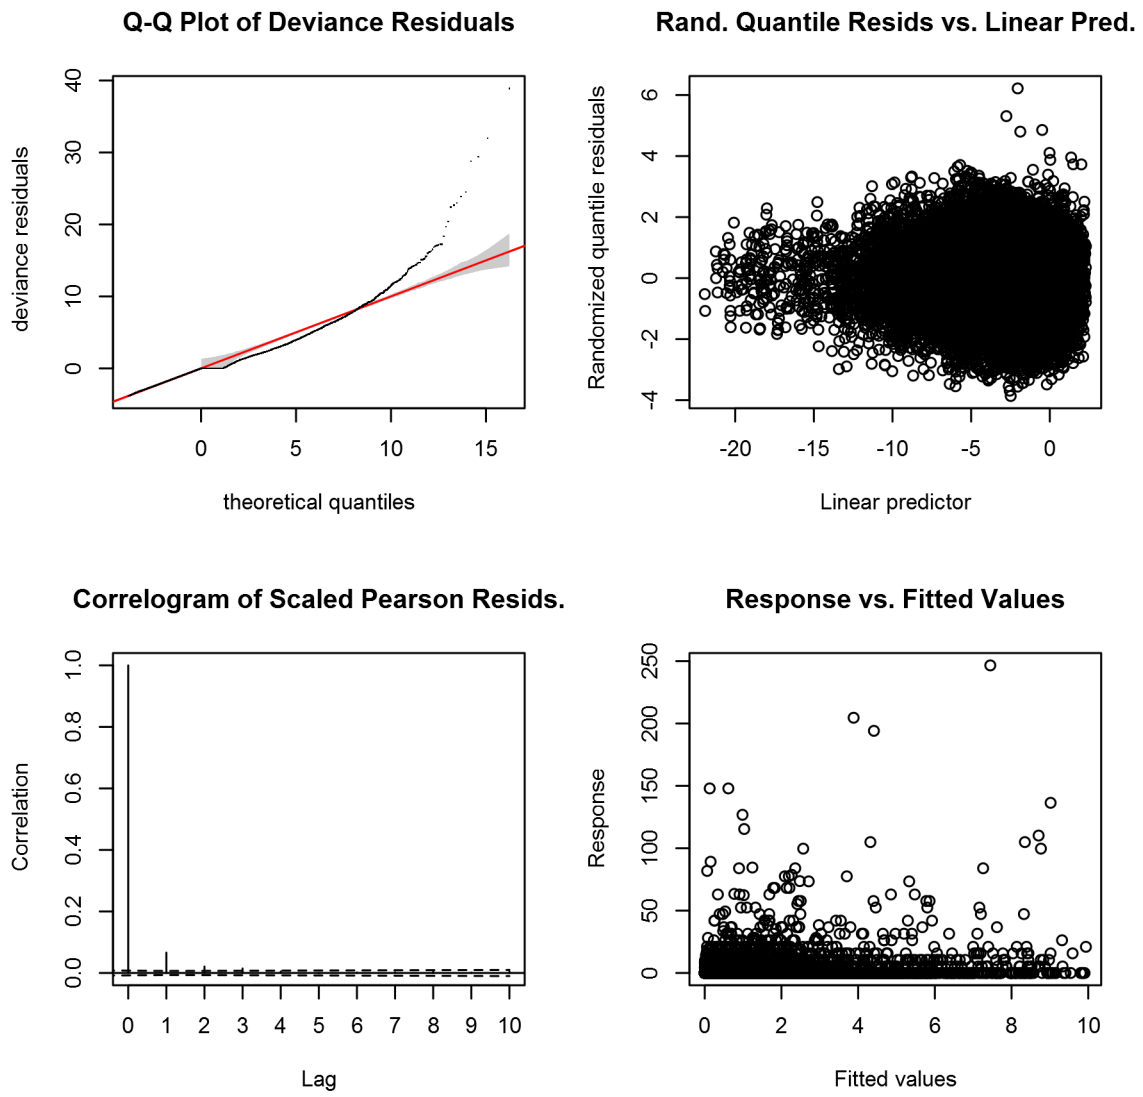 Q-Q Plot of Deviance Residuals
deviance residuals
40
30
20
10
0
0 5 10 15
theoretical quantiles
Rand. Quantile Resids vs. Linear Pred.
Randomized quantile residuals
6
4
2
0
-2
-4
-20 -15 -10 -5 0
Linear predictor
Correlogram of Scaled Pearson Resids.
Correlation
1.0
0.8
0.6
0.4
0.2
0.0
0 1 2 3 4 5 6 7 8 9 10
Lag
Response vs. Fitted Values
Response
250
200
150
100
50
0
0 2 4 6 8 10
Fitted values